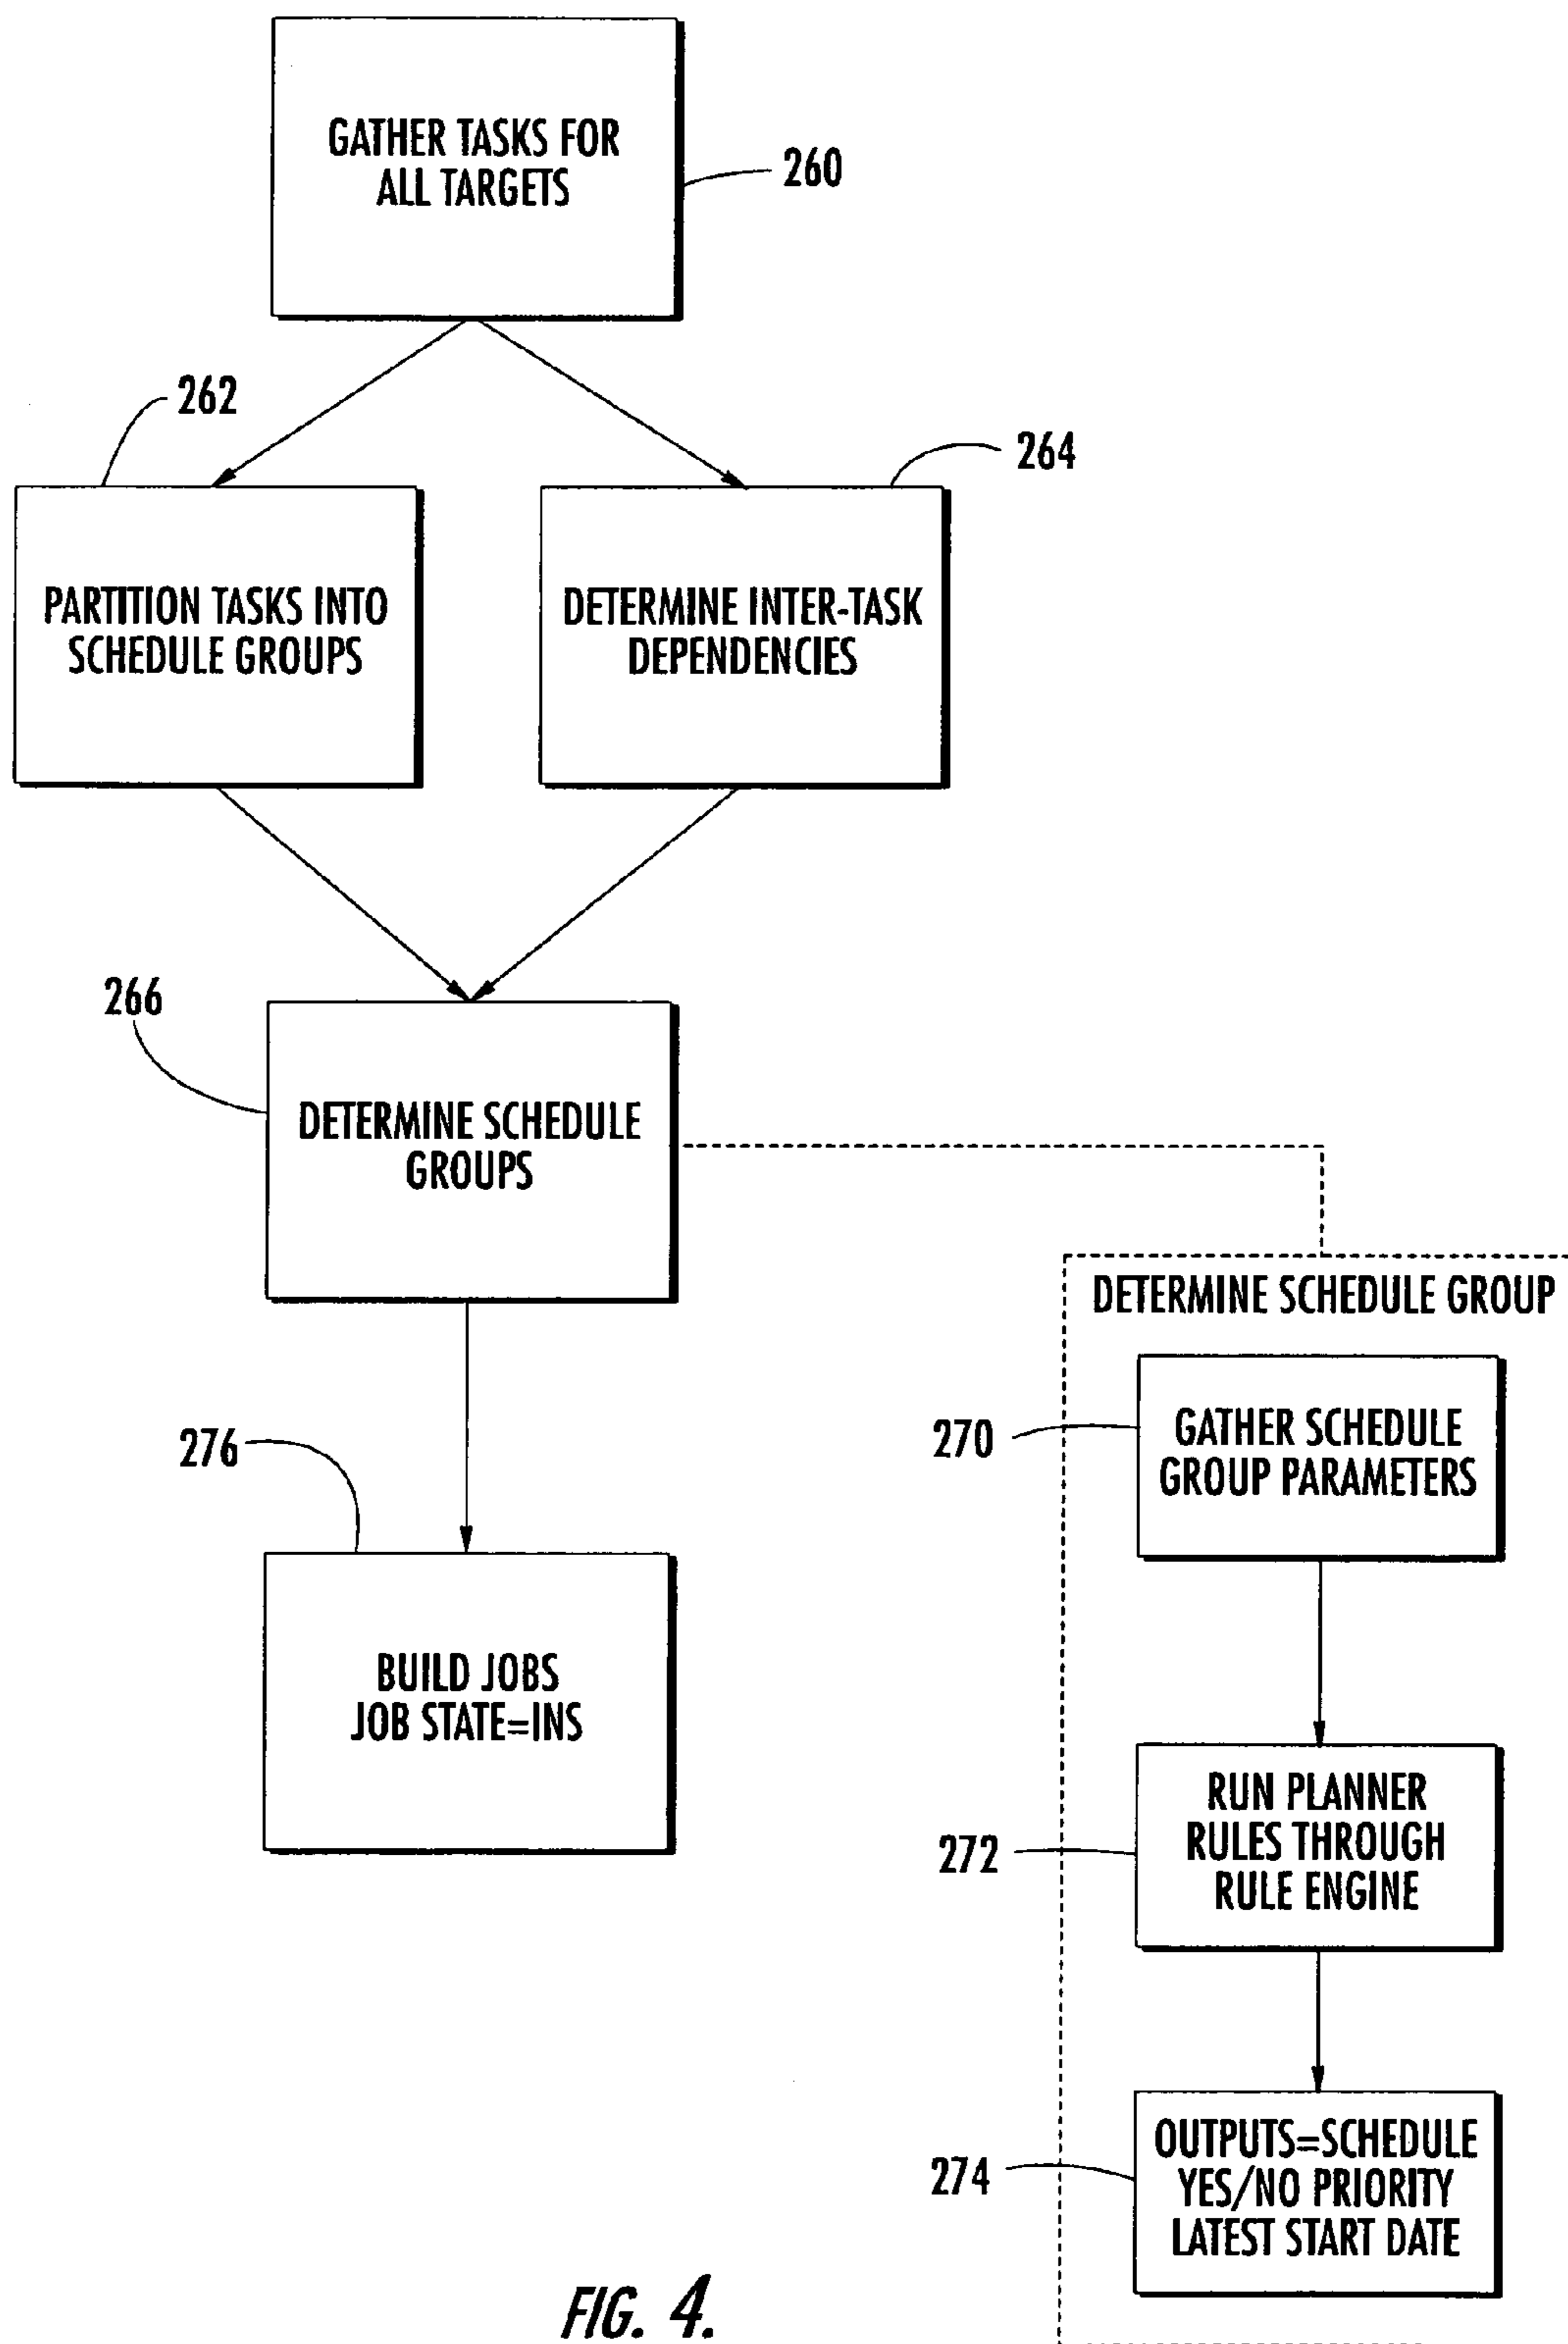 GATHER TASKS FOR
ALL TARGETS
260
262
264
PARTITION TASKS INTO
SCHEDULE GROUPS
DETERMINE INTER-TASK
DEPENDENCIES
266
DETERMINE SCHEDULE
GROUPS
DETERMINE SCHEDULE GROUP
270
GATHER SCHEDULE
GROUP PARAMETERS
276
BUILD JOBS
JOB STATE=INS
272
RUN PLANNER
RULES THROUGH
RULE ENGINE
274
OUTPUTS=SCHEDULE
YES/NO PRIORITY
LATEST START DATE
FIG. 4.